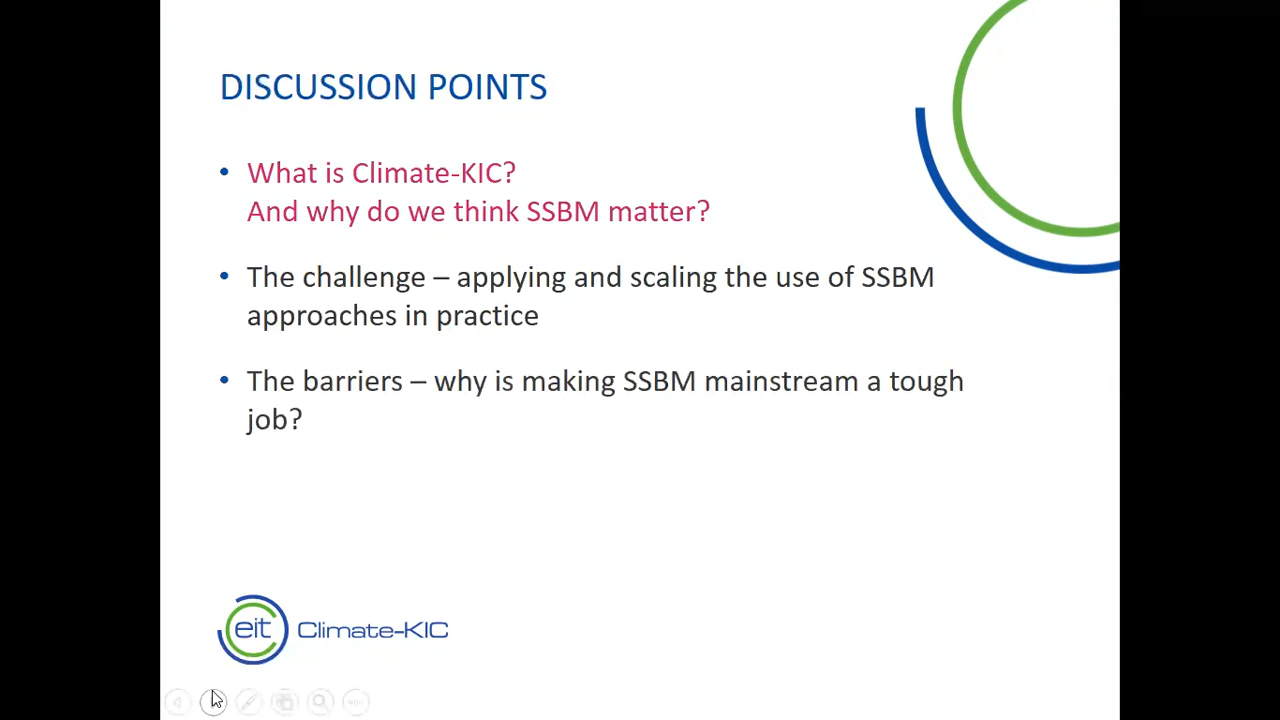 DISCUSSION POINTS
• What is Climate-KIC?
And why do we think SSBM matter?
• The challenge – applying and scaling the use of SSBM
approaches in practice
• The barriers – why is making SSBM mainstream a tough
job?
eit Climate-KIC